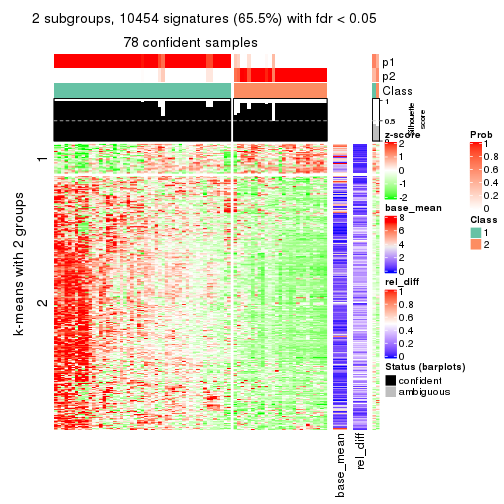 2 subgroups, 10454 signatures (65.5%) with fdr < 0.05
78 confident samples
p1
p2
Class
1
0.5
0
Silhouette
score
k-means with 2 groups
1
2
base_mean
rel_diff
z-score
2
1
0
-1
-2
base_mean
8
6
4
2
0
rel_diff
1
0.8
0.6
0.4
0.2
0
Status (barplots)
confident
ambiguous
Prob
1
0.8
0.6
0.4
0.2
0
Class
1
2